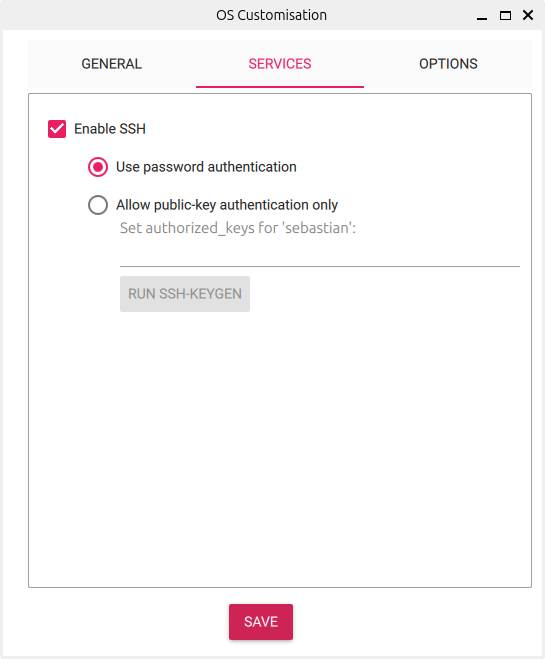 OS Customisation
GENERAL SERVICES OPTIONS
Enable SSH
Use password authentication
Allow public-key authentication only
Set authorized_keys for 'sebastian':
RUN SSH-KEYGEN
SAVE